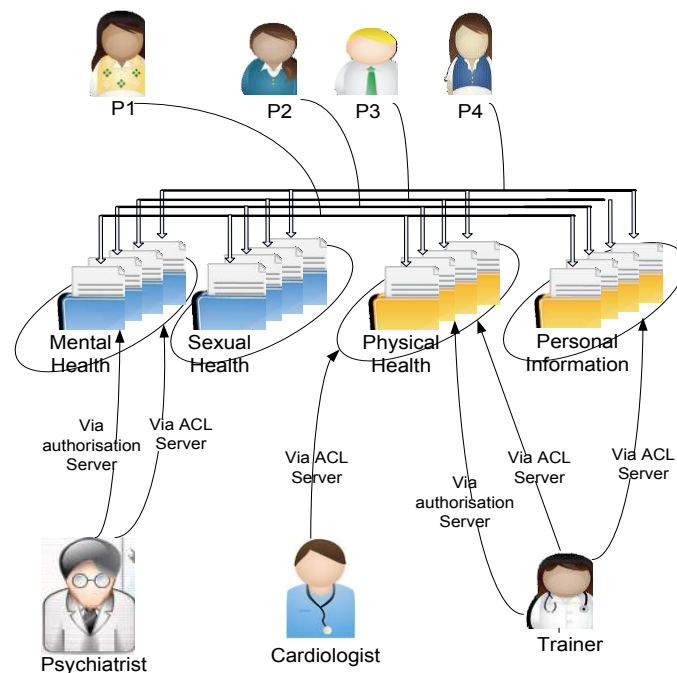 P1
P2
P3
P4
Mental
Health
Sexual
Health
Physical
Health
Personal
Information
Via
authorisation
Server
Via ACL
Server
Via ACL
Server
Via
authorisation
Server
Via ACL
Server
Via ACL
Server
Psychiatrist
Cardiologist
Trainer